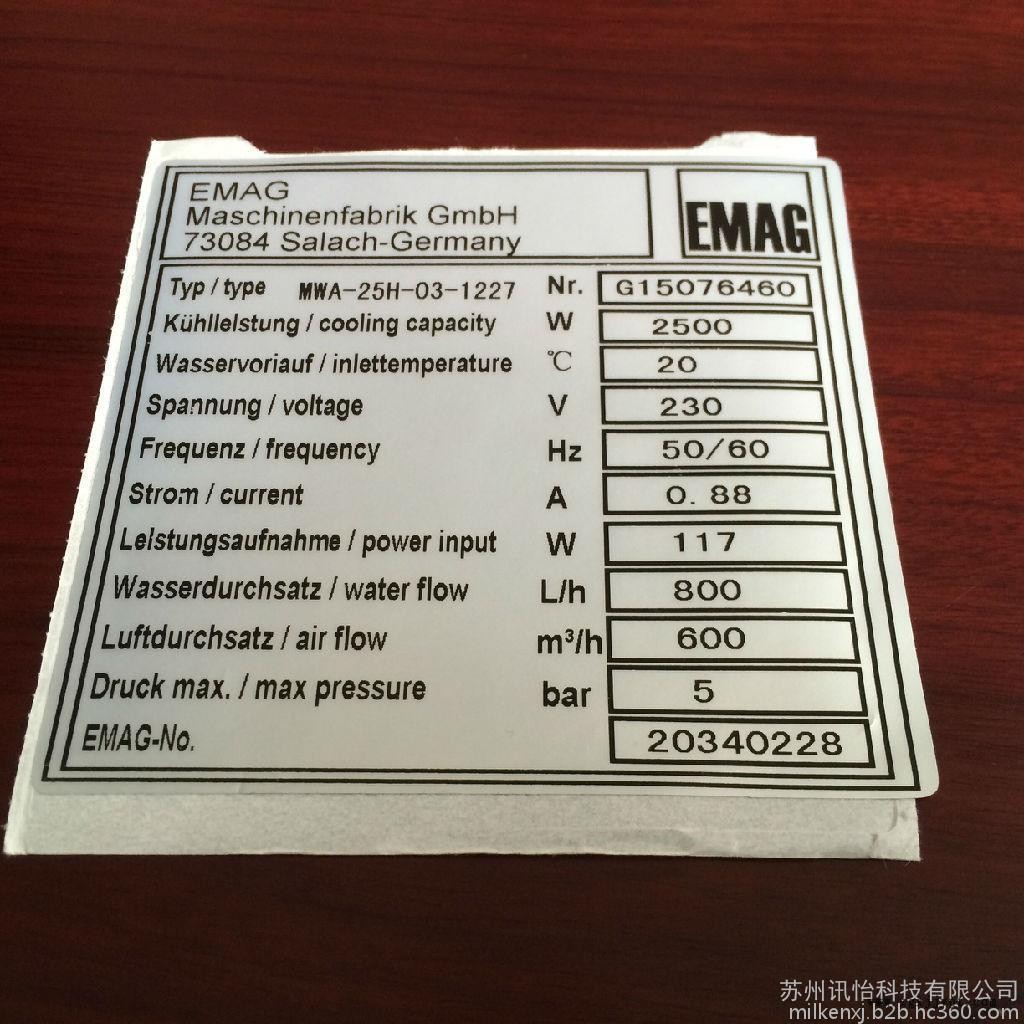 EMAG
Maschinenfabrik GmbH
73084 Salach-Germany
EMAG
Typ / type MWA-25H-03-1227 Nr. G15076460
Kühlleistung / cooling capacity W 2500
Wasservoriauf / inlettemperature ℃ 20
Spannung / voltage V 230
Frequenz / frequency Hz 50/60
Strom / current A 0.88
Leistungsaufnahme / power input W 117
Wasserdurchsatz / water flow L/h 800
Luftdurchsatz / air flow m³/h 600
Druck max. / max pressure bar 5
EMAG-No. 20340228
苏州讯怡科技有限公司
milkenxj.b2b.hc360.com